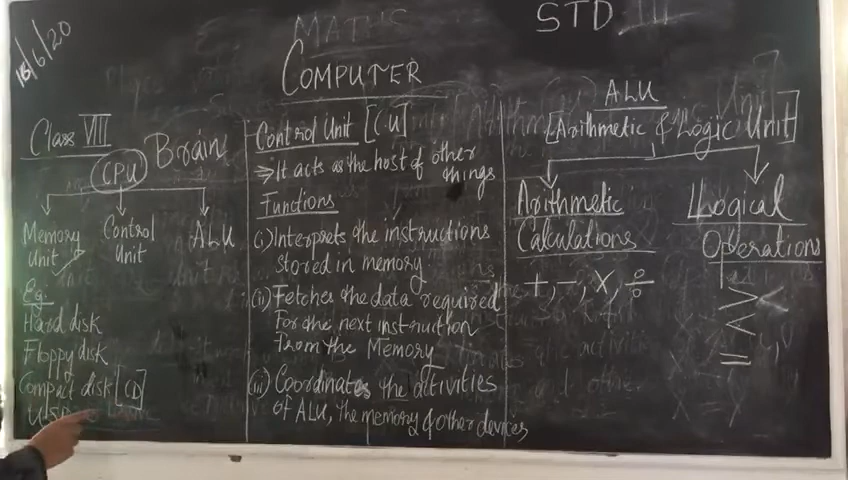 MATHS
STD III
16/6/20
COMPUTER
Class VIII
Brain
CPU
Memory Unit
Control Unit
ALU
Eg:
Hard disk
Floppy disk
Compact disk [CD]
USB
Control Unit [CU]
⇒ It acts as the host of other
things
Functions
(i) Interprets the instructions
stored in memory
(ii) Fetches the data required
For the next instruction
From the Memory
(iii) Coordinates the activities
of ALU, the memory & other devices
ALU
[Arithmetic & Logic Unit]
Arithmetic
Calculations
+, -, ×, ÷
Logical
Operations
> <
<
=